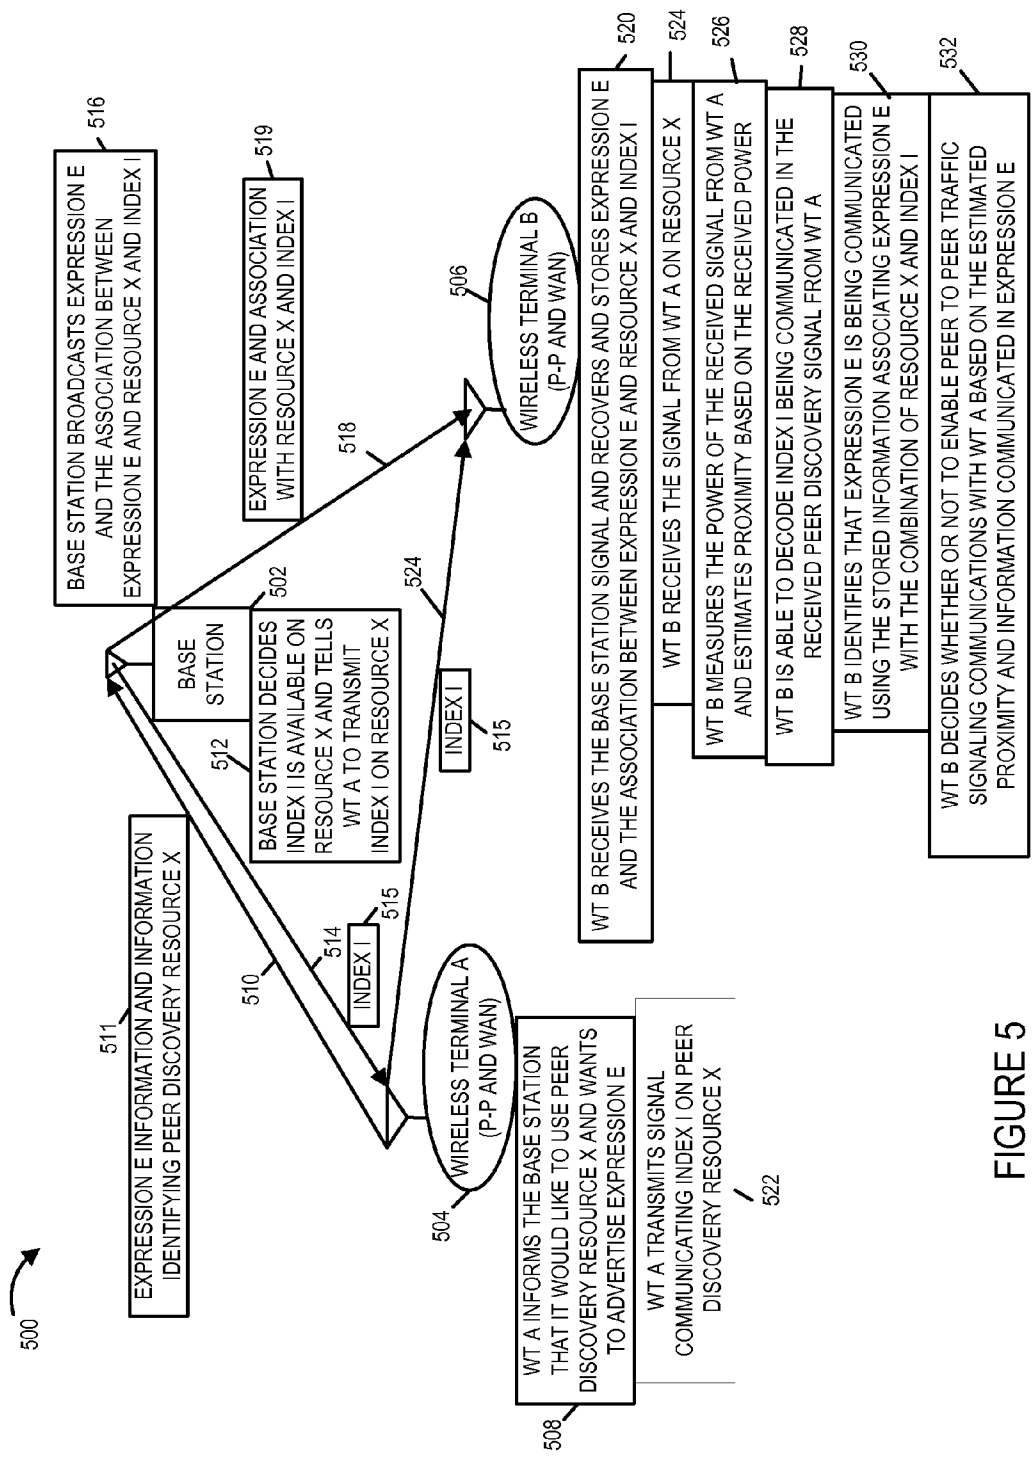 500
511
EXPRESSION E INFORMATION AND INFORMATION
IDENTIFYING PEER DISCOVERY RESOURCE X
516
BASE STATION BROADCASTS EXPRESSION E
AND THE ASSOCIATION BETWEEN
EXPRESSION E AND RESOURCE X AND INDEX I
BASE
STATION
502
512
BASE STATION DECIDES
INDEX I IS AVAILABLE ON
RESOURCE X AND TELLS
WT A TO TRANSMIT
INDEX I ON RESOURCE X
519
EXPRESSION E AND ASSOCIATION
WITH RESOURCE X AND INDEX I
510
514
INDEX I
515
518
524
INDEX I
515
504
WIRELESS TERMINAL A
(P-P AND WAN)
506
WIRELESS TERMINAL B
(P-P AND WAN)
508
WT A INFORMS THE BASE STATION
THAT IT WOULD LIKE TO USE PEER
DISCOVERY RESOURCE X AND WANTS
TO ADVERTISE EXPRESSION E
WT A TRANSMITS SIGNAL
COMMUNICATING INDEX I ON PEER
DISCOVERY RESOURCE X
522
520
WT B RECEIVES THE BASE STATION SIGNAL AND RECOVERS AND STORES EXPRESSION E
AND THE ASSOCIATION BETWEEN EXPRESSION E AND RESOURCE X AND INDEX I
524
WT B RECEIVES THE SIGNAL FROM WT A ON RESOURCE X
526
WT B MEASURES THE POWER OF THE RECEIVED SIGNAL FROM WT A
AND ESTIMATES PROXIMITY BASED ON THE RECEIVED POWER
528
WT B IS ABLE TO DECODE INDEX I BEING COMMUNICATED IN THE
RECEIVED PEER DISCOVERY SIGNAL FROM WT A
530
WT B IDENTIFIES THAT EXPRESSION E IS BEING COMMUNICATED
USING THE STORED INFORMATION ASSOCIATING EXPRESSION E
WITH THE COMBINATION OF RESOURCE X AND INDEX I
532
WT B DECIDES WHETHER OR NOT TO ENABLE PEER TO PEER TRAFFIC
SIGNALING COMMUNICATIONS WITH WT A BASED ON THE ESTIMATED
PROXIMITY AND INFORMATION COMMUNICATED IN EXPRESSION E
FIGURE 5